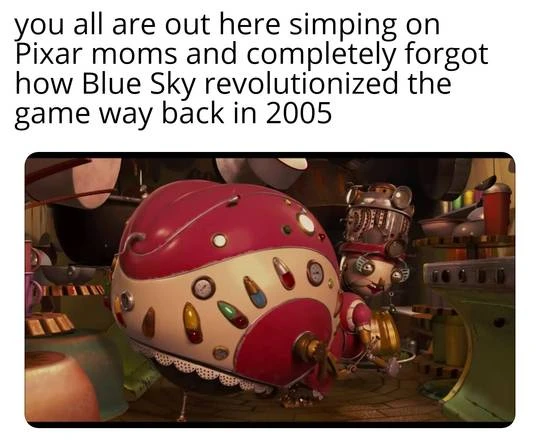 you all are out here simping on
Pixar moms and completely forgot
how Blue Sky revolutionized the
game way back in 2005